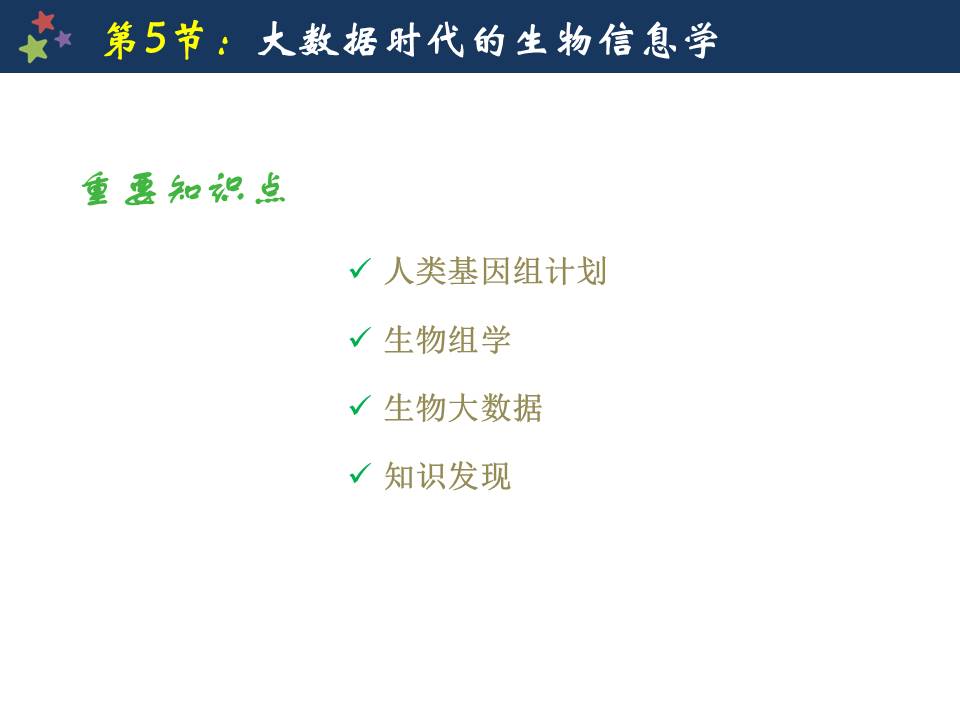 第5节：大数据时代的生物信息学
重要知识点
✓ 人类基因组计划
✓ 生物组学
✓ 生物大数据
✓ 知识发现